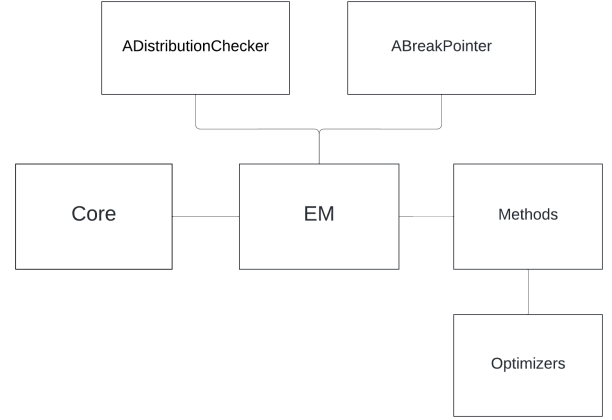 ADistributionChecker
ABreakPointer
Core
EM
Methods
Optimizers